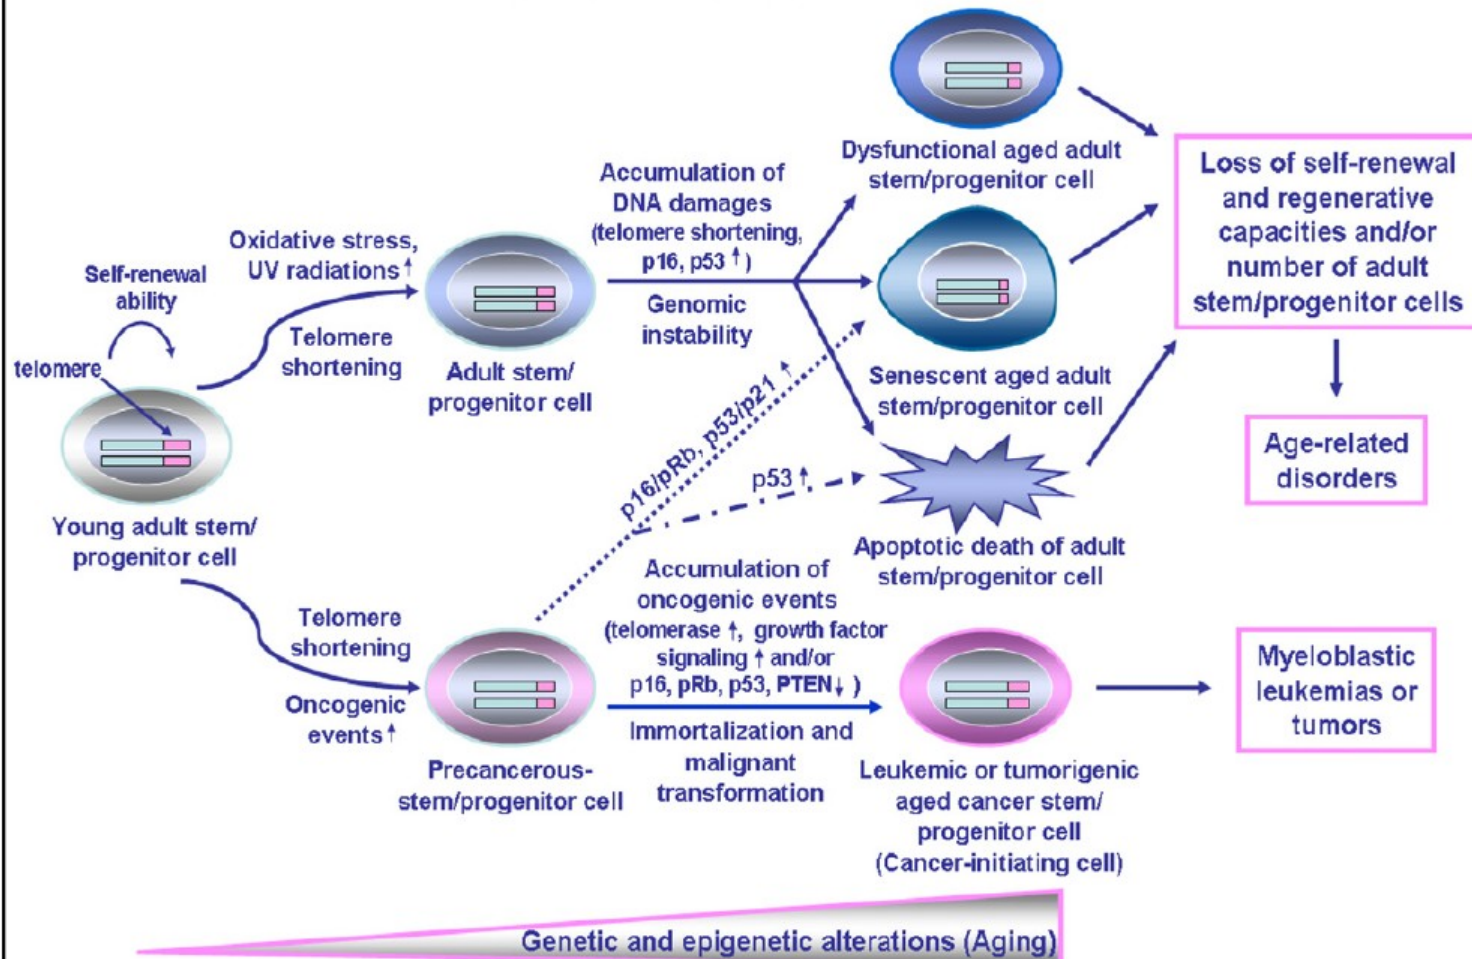 Self-renewal
ability
telomere
Young adult stem/
progenitor cell
Oxidative stress,
UV radiations↑
Telomere
shortening
Adult stem/
progenitor cell
Accumulation of
DNA damages
(telomere shortening,
p16, p53↑)
Genomic
instability
Dysfunctional aged adult
stem/progenitor cell
Senescent aged adult
stem/progenitor cell
p16/pRb, p53/p21 ↑
p53↑
Apoptotic death of adult
stem/progenitor cell
Loss of self-renewal
and regenerative
capacities and/or
number of adult
stem/progenitor cells
Age-related
disorders
Telomere
shortening
Oncogenic
events↑
Precancerous-
stem/progenitor cell
Accumulation of
oncogenic events
(telomerase ↑, growth factor
signaling ↑ and/or
p16, pRb, p53, PTEN↓ )
Immortalization and
malignant
transformation
Leukemic or tumorigenic
aged cancer stem/
progenitor cell
(Cancer-initiating cell)
Myeloblastic
leukemias or
tumors
Genetic and epigenetic alterations (Aging)